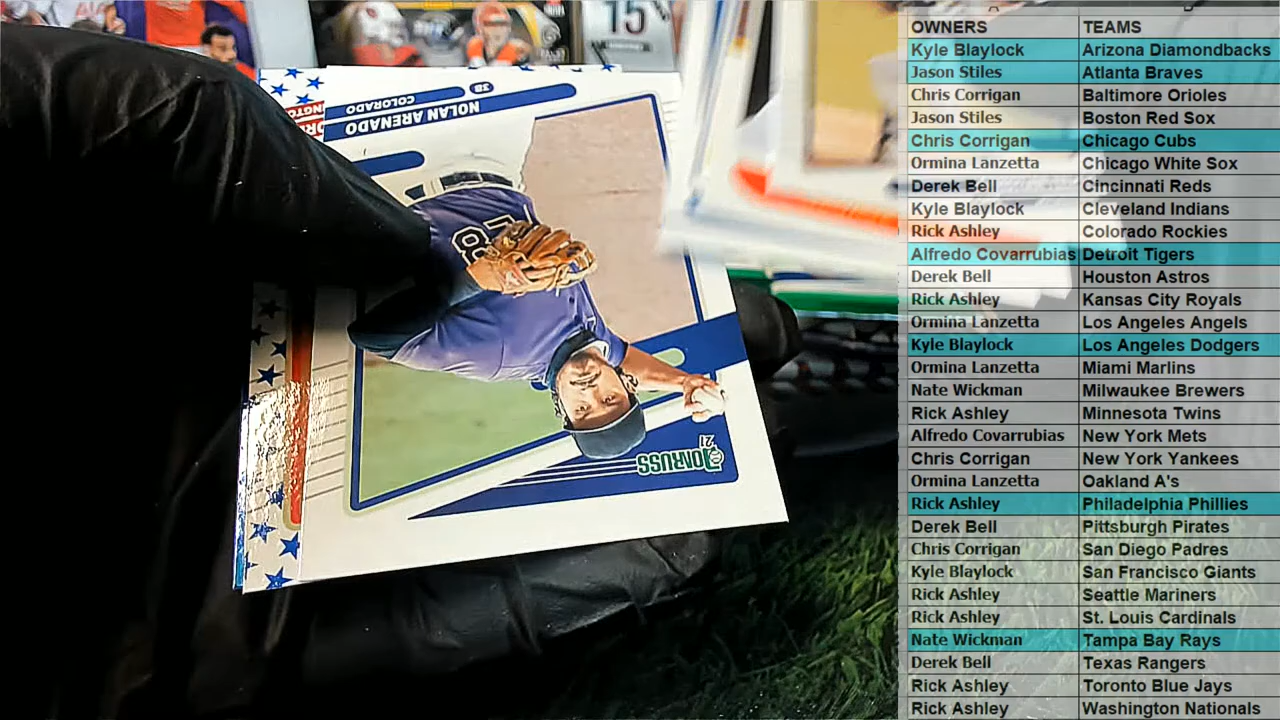 15
3B
COLORADO
NOLAN ARENADO
DONRUSS
21
OWNERS TEAMS
Kyle Blaylock Arizona Diamondbacks
Jason Stiles Atlanta Braves
Chris Corrigan Baltimore Orioles
Jason Stiles Boston Red Sox
Chris Corrigan Chicago Cubs
Ormina Lanzetta Chicago White Sox
Derek Bell Cincinnati Reds
Kyle Blaylock Cleveland Indians
Rick Ashley Colorado Rockies
Alfredo Covarrubias Detroit Tigers
Derek Bell Houston Astros
Rick Ashley Kansas City Royals
Ormina Lanzetta Los Angeles Angels
Kyle Blaylock Los Angeles Dodgers
Ormina Lanzetta Miami Marlins
Nate Wickman Milwaukee Brewers
Rick Ashley Minnesota Twins
Alfredo Covarrubias New York Mets
Chris Corrigan New York Yankees
Ormina Lanzetta Oakland A's
Rick Ashley Philadelphia Phillies
Derek Bell Pittsburgh Pirates
Chris Corrigan San Diego Padres
Kyle Blaylock San Francisco Giants
Rick Ashley Seattle Mariners
Rick Ashley St. Louis Cardinals
Nate Wickman Tampa Bay Rays
Derek Bell Texas Rangers
Rick Ashley Toronto Blue Jays
Rick Ashley Washington Nationals